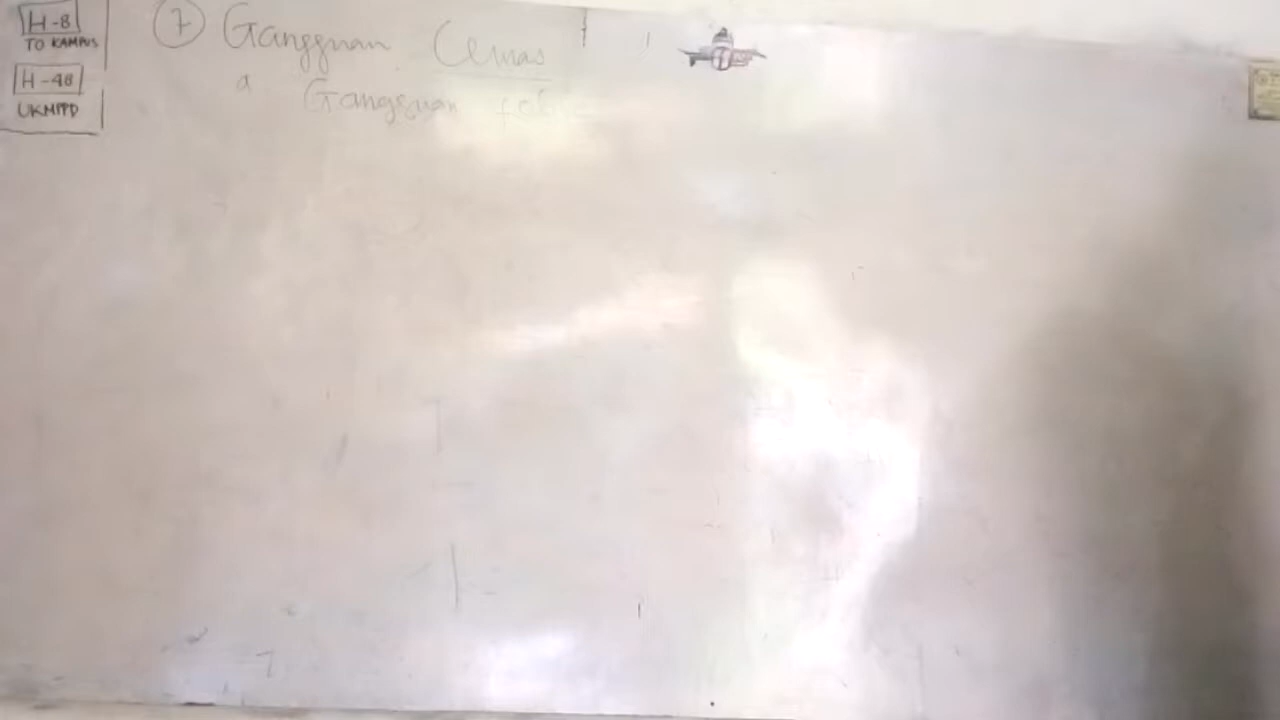 H-8
TO KAMPUS
H-48
UKMPPD
7 Gangguan Cemas
a Gangguan